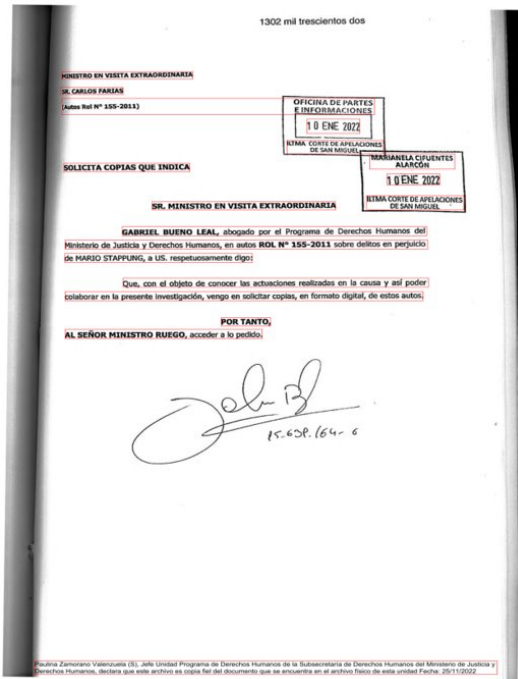 1302 mil trescientos dos
MINISTRO EN VISITA EXTRAORDINARIA
SR. CARLOS FARIAS
(Autos Rol N° 155-2011)
OFICINA DE PARTES
E INFORMACIONES
10 ENE 2022
ILTMA CORTE DE APELACIONES
DE SAN MIGUEL
MARIANELA CIFUENTES
ALARCÓN
10 ENE 2022
ILTMA CORTE DE APELACIONES
DE SAN MIGUEL
SOLICITA COPIAS QUE INDICA
SR. MINISTRO EN VISITA EXTRAORDINARIA
GABRIEL BUENO LEAL, abogado por el Programa de Derechos Humanos del
Ministerio de Justicia y Derechos Humanos, en autos ROL N° 155-2011 sobre delitos en perjuicio
de MARIO STAPPUNG, a US. respetuosamente digo:
Que, con el objeto de conocer las actuaciones realizadas en la causa y así poder
colaborar en la presente investigación, vengo en solicitar copias, en formato digital, de estos autos.
POR TANTO,
AL SEÑOR MINISTRO RUEGO, acceder a lo pedido.
Paulina Zamorano Valenzuela (S), Jefe Unidad Programa de Derechos Humanos de la Subsecretaría de Derechos Humanos del Ministerio de Justicia y
Derechos Humanos, declara que este archivo es copia fiel del documento que se encuentra en el archivo físico de esta unidad Fecha: 25/11/2022